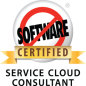 SOFTWARE
CERTIFIED
SERVICE CLOUD
CONSULTANT